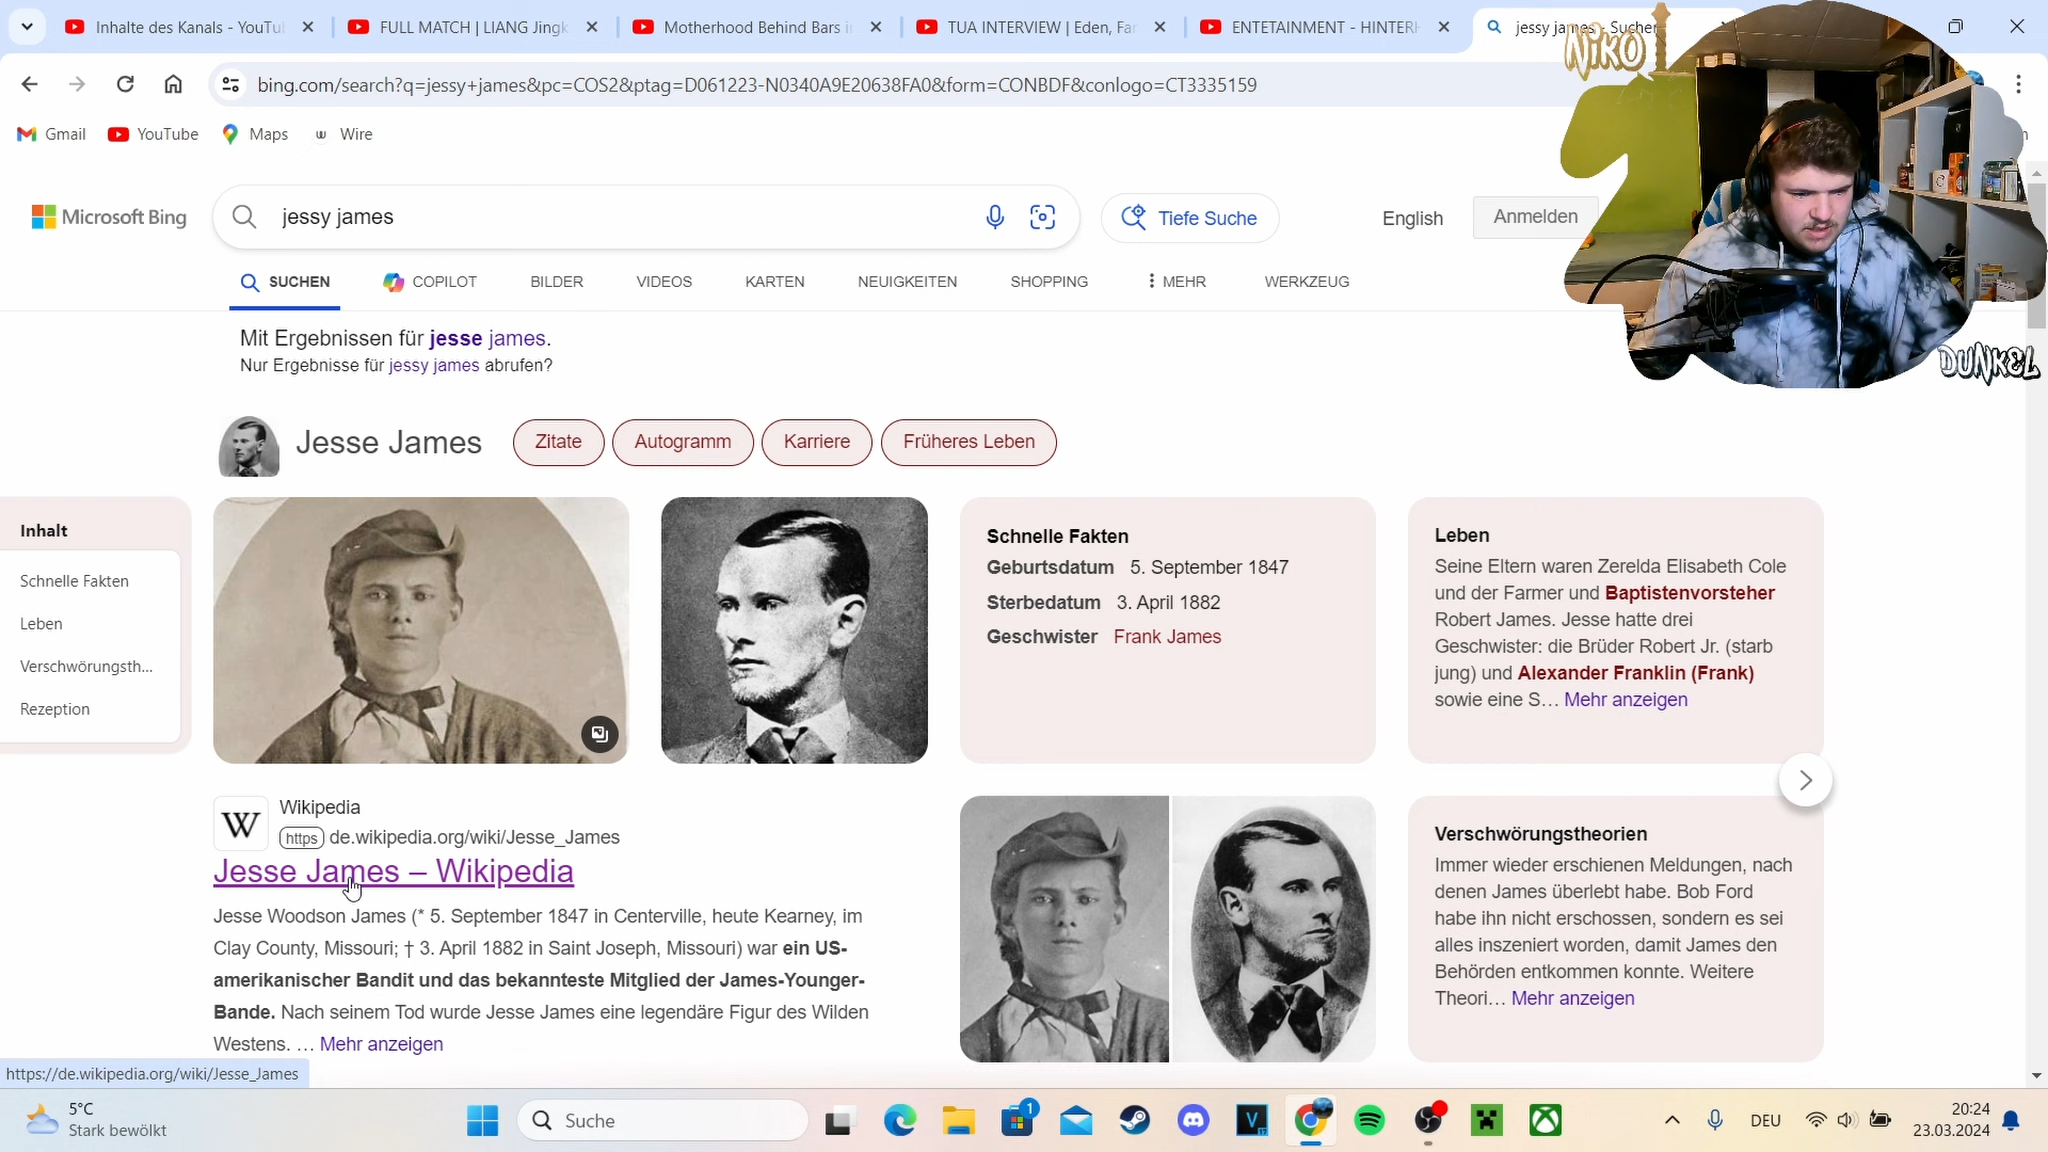 Inhalte des Kanals - YouTu
FULL MATCH | LIANG Jingk
Motherhood Behind Bars i
TUA INTERVIEW | Eden, Far
ENTETAINMENT - HINTERH
jessy james - Suchen
NIKO
bing.com/search?q=jessy+james&pc=COS2&ptag=D061223-N0340A9E20638FA0&form=CONBDF&conlogo=CT3335159
Gmail
YouTube
Maps
Wire
Microsoft Bing
jessy james
Tiefe Suche
English
Anmelden
SUCHEN
COPILOT
BILDER
VIDEOS
KARTEN
NEUIGKEITEN
SHOPPING
MEHR
WERKZEUG
DUNKEL
Mit Ergebnissen für jesse james.
Nur Ergebnisse für jessy james abrufen?
Jesse James
Zitate
Autogramm
Karriere
Früheres Leben
Inhalt
Schnelle Fakten
Leben
Verschwörungsth...
Rezeption
Schnelle Fakten
Geburtsdatum 5. September 1847
Sterbedatum 3. April 1882
Geschwister Frank James
Leben
Seine Eltern waren Zerelda Elisabeth Cole
und der Farmer und Baptistenvorsteher
Robert James. Jesse hatte drei
Geschwister: die Brüder Robert Jr. (starb
jung) und Alexander Franklin (Frank)
sowie eine S… Mehr anzeigen
W
Wikipedia
https de.wikipedia.org/wiki/Jesse_James
Jesse James – Wikipedia
Jesse Woodson James (* 5. September 1847 in Centerville, heute Kearney, im
Clay County, Missouri; † 3. April 1882 in Saint Joseph, Missouri) war ein US-
amerikanischer Bandit und das bekannteste Mitglied der James-Younger-
Bande. Nach seinem Tod wurde Jesse James eine legendäre Figur des Wilden
Westens. … Mehr anzeigen
Verschwörungstheorien
Immer wieder erschienen Meldungen, nach
denen James überlebt habe. Bob Ford
habe ihn nicht erschossen, sondern es sei
alles inszeniert worden, damit James den
Behörden entkommen konnte. Weitere
Theori… Mehr anzeigen
https://de.wikipedia.org/wiki/Jesse_James
5°C
Stark bewölkt
Suche
1
V
DEU
20:24
23.03.2024